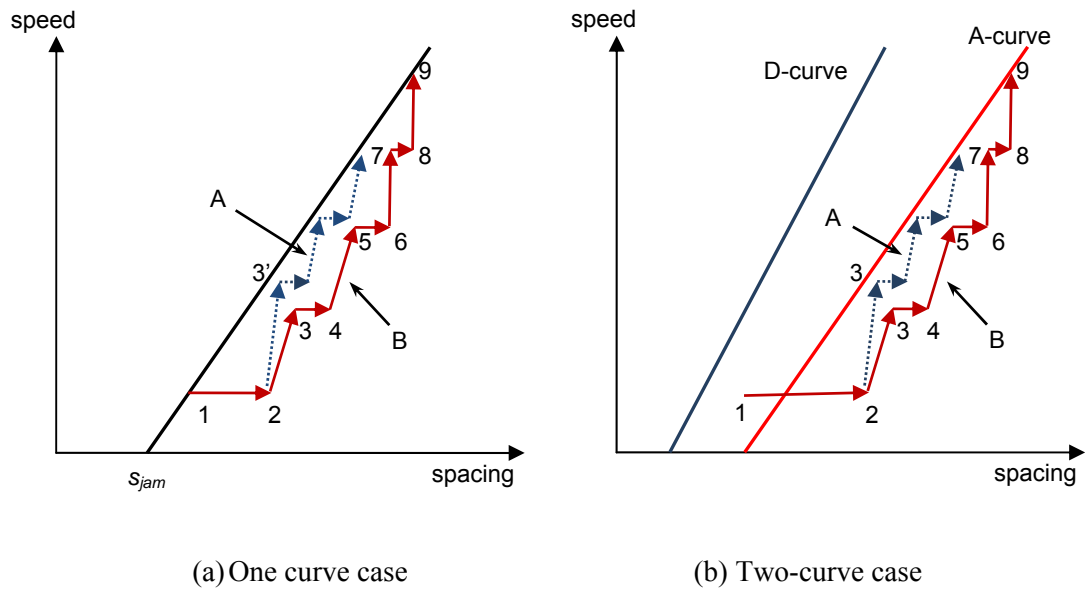 speed
9
7
8
A
5
6
3’
3
4
B
1
2
s_jam
spacing
(a) One curve case
speed
A-curve
D-curve
9
7
8
A
5
6
3
3
4
B
1
2
spacing
(b) Two-curve case